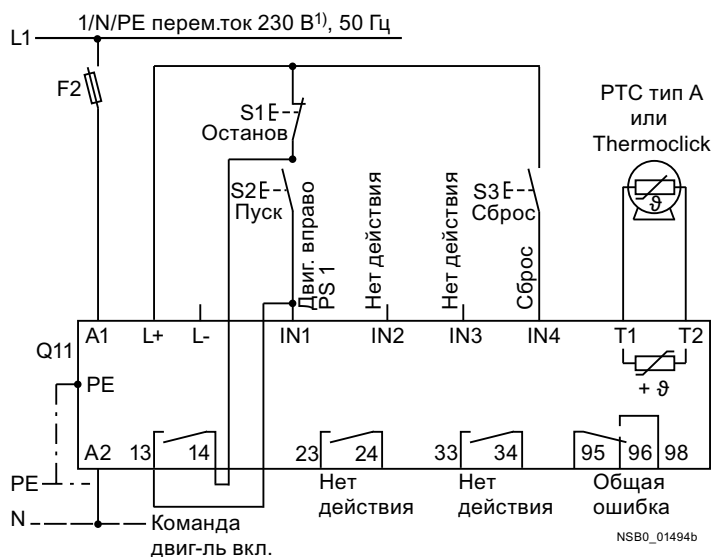 1/N/PE перем.ток 230 В1), 50 Гц
L1
F2
S1
Останов
PTC тип A
или
Thermoclick
S2
Пуск
S3
Сброс
ϑ
Двиг. вправо
PS 1
Нет действия
Нет действия
Сброс
A1 L+ L- IN1 IN2 IN3 IN4 T1 T2
Q11
PE
+ ϑ
A2 13 14 23 24 33 34 95 96 98
PE
Нет
действия
Нет
действия
Общая
ошибка
N
Команда
двиг-ль вкл.
NSB0_01494b